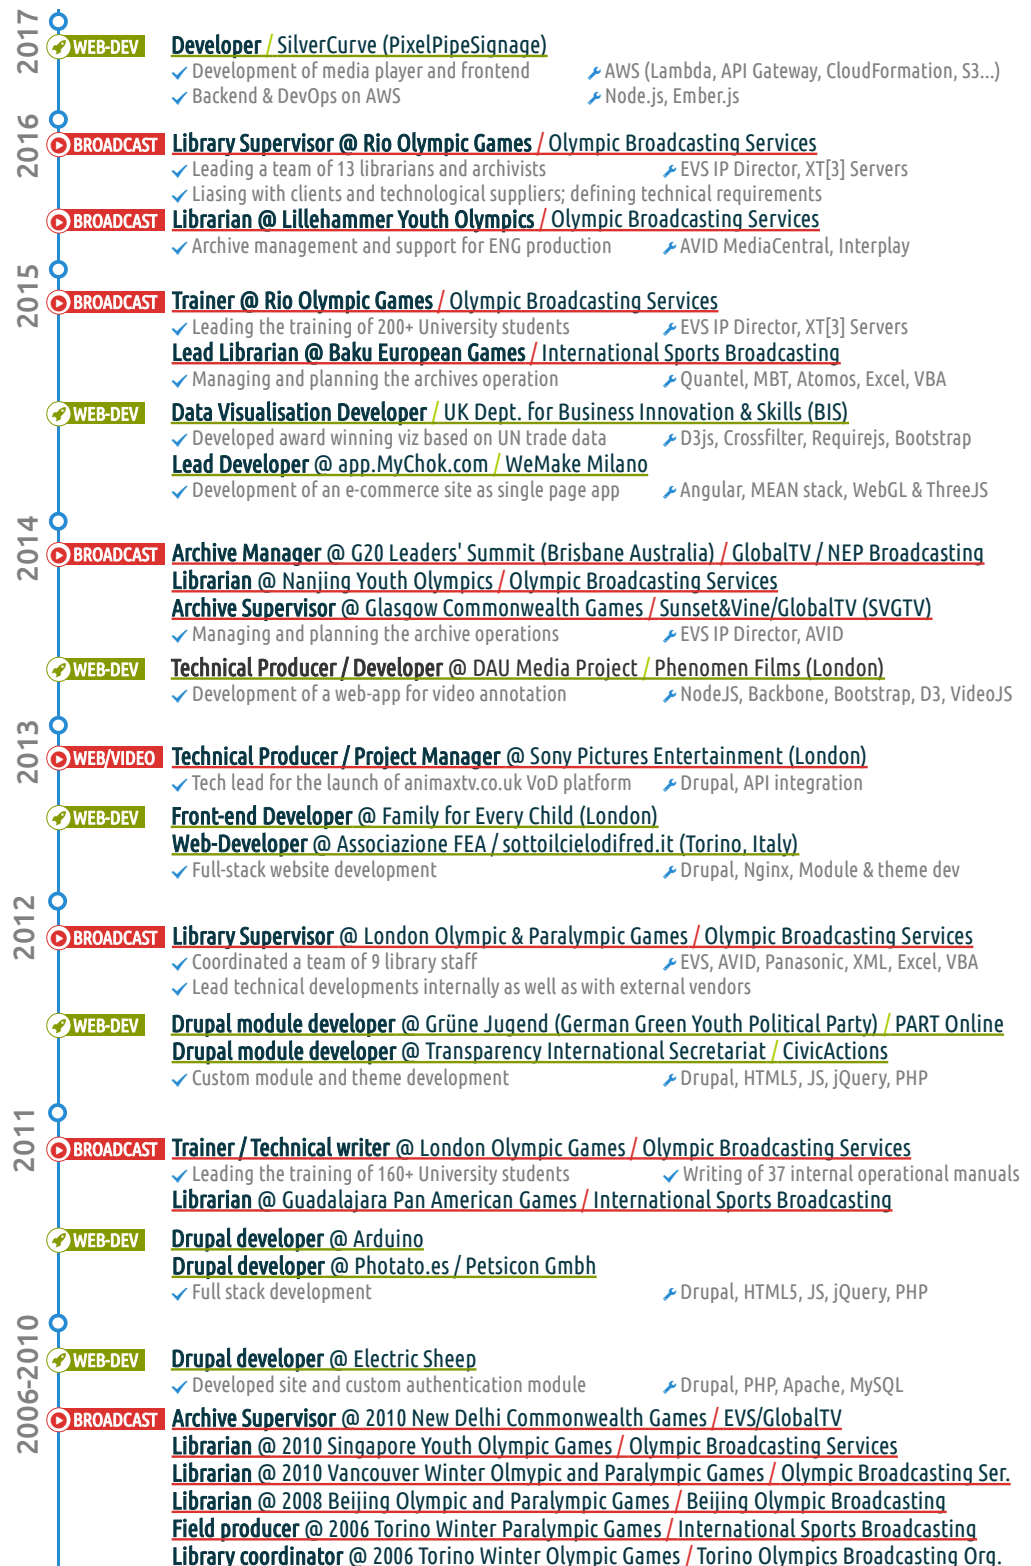 2017
WEB-DEV Developer / SilverCurve (PixelPipeSignage)
Development of media player and frontend AWS (Lambda, API Gateway, CloudFormation, S3...)
Backend & DevOps on AWS Node.js, Ember.js
2016
BROADCAST Library Supervisor @ Rio Olympic Games / Olympic Broadcasting Services
Leading a team of 13 librarians and archivists EVS IP Director, XT[3] Servers
Liasing with clients and technological suppliers; defining technical requirements
BROADCAST Librarian @ Lillehammer Youth Olympics / Olympic Broadcasting Services
Archive management and support for ENG production AVID MediaCentral, Interplay
2015
BROADCAST Trainer @ Rio Olympic Games / Olympic Broadcasting Services
Leading the training of 200+ University students EVS IP Director, XT[3] Servers
Lead Librarian @ Baku European Games / International Sports Broadcasting
Managing and planning the archives operation Quantel, MBT, Atomos, Excel, VBA
WEB-DEV Data Visualisation Developer / UK Dept. for Business Innovation & Skills (BIS)
Developed award winning viz based on UN trade data D3js, Crossfilter, Requirejs, Bootstrap
Lead Developer @ app.MyChok.com / WeMake Milano
Development of an e-commerce site as single page app Angular, MEAN stack, WebGL & ThreeJS
2014
BROADCAST Archive Manager @ G20 Leaders' Summit (Brisbane Australia) / GlobalTV / NEP Broadcasting
Librarian @ Nanjing Youth Olympics / Olympic Broadcasting Services
Archive Supervisor @ Glasgow Commonwealth Games / Sunset&Vine/GlobalTV (SVGTV)
Managing and planning the archive operations EVS IP Director, AVID
WEB-DEV Technical Producer / Developer @ DAU Media Project / Phenomen Films (London)
Development of a web-app for video annotation NodeJS, Backbone, Bootstrap, D3, VideoJS
2013
WEB/VIDEO Technical Producer / Project Manager @ Sony Pictures Entertainment (London)
Tech lead for the launch of animaxtv.co.uk VoD platform Drupal, API integration
WEB-DEV Front-end Developer @ Family for Every Child (London)
Web-Developer @ Associazione FEA / sottoilcielodifred.it (Torino, Italy)
Full-stack website development Drupal, Nginx, Module & theme dev
2012
BROADCAST Library Supervisor @ London Olympic & Paralympic Games / Olympic Broadcasting Services
Coordinated a team of 9 library staff EVS, AVID, Panasonic, XML, Excel, VBA
Lead technical developments internally as well as with external vendors
WEB-DEV Drupal module developer @ Grüne Jugend (German Green Youth Political Party) / PART Online
Drupal module developer @ Transparency International Secretariat / CivicActions
Custom module and theme development Drupal, HTML5, JS, jQuery, PHP
2011
BROADCAST Trainer / Technical writer @ London Olympic Games / Olympic Broadcasting Services
Leading the training of 160+ University students Writing of 37 internal operational manuals
Librarian @ Guadalajara Pan American Games / International Sports Broadcasting
WEB-DEV Drupal developer @ Arduino
Drupal developer @ Photato.es / Petsicon Gmbh
Full stack development Drupal, HTML5, JS, jQuery, PHP
2006-2010
WEB-DEV Drupal developer @ Electric Sheep
Developed site and custom authentication module Drupal, PHP, Apache, MySQL
BROADCAST Archive Supervisor @ 2010 New Delhi Commonwealth Games / EVS/GlobalTV
Librarian @ 2010 Singapore Youth Olympic Games / Olympic Broadcasting Services
Librarian @ 2010 Vancouver Winter Olmypic and Paralympic Games / Olympic Broadcasting Ser.
Librarian @ 2008 Beijing Olympic and Paralympic Games / Beijing Olympic Broadcasting
Field producer @ 2006 Torino Winter Paralympic Games / International Sports Broadcasting
Library coordinator @ 2006 Torino Winter Olympic Games / Torino Olympics Broadcasting Org.